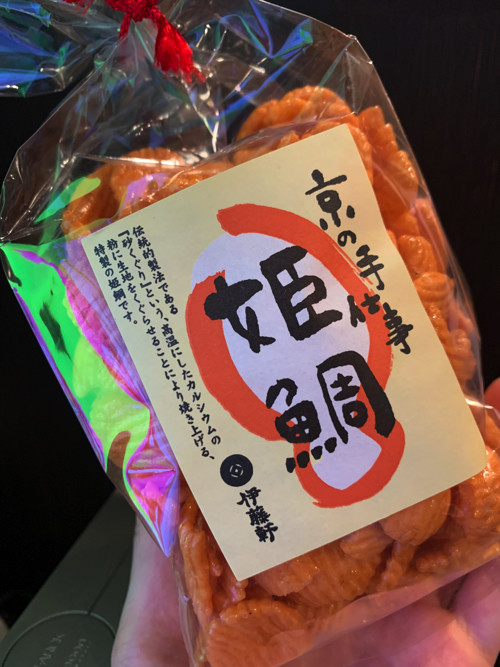 京の手仕事
姫鯛
伝統的製法である
『砂くぐり』という、高温にしたカルシウムの
粉に生地をくぐらせることにより焼き上げる、
特製の姫鯛です。
伊藤軒